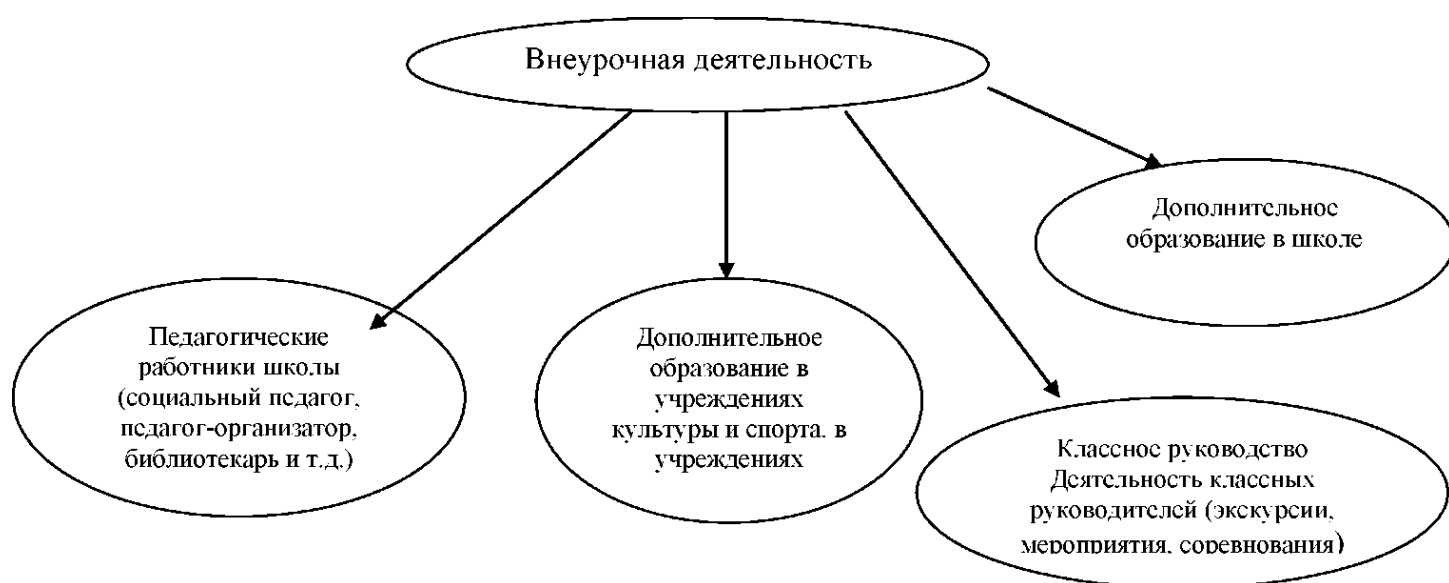 Внеурочная деятельность
Дополнительное
образование в школе
Педагогические
работники школы
(социальный педагог,
педагог-организатор,
библиотекарь и т.д.)
Дополнительное
образование в
учреждениях
культуры и спорта. в
учреждениях
Классное руководство
Деятельность классных
руководителей (экскурсии,
мероприятия, соревнования)